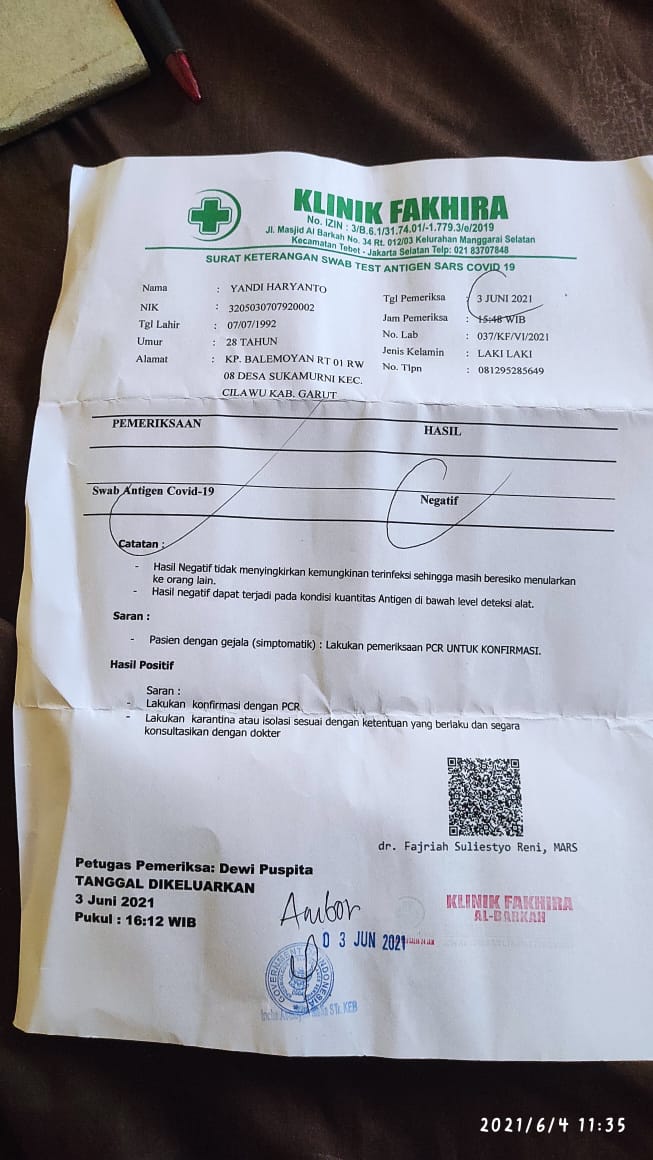 KLINIK FAKHIRA
No. IZIN : 3/B.6.1/31.74.01/-1.779.3/e/2019
Jl. Masjid Al Barkah No. 34 Rt. 012/03 Kelurahan Manggarai Selatan
Kecamatan Tebet - Jakarta Selatan Telp: 021 83707848
SURAT KETERANGAN SWAB TEST ANTIGEN SARS COVID 19
Nama : YANDI HARYANTO
NIK : 3205030707920002
Tgl Lahir : 07/07/1992
Umur : 28 TAHUN
Alamat : KP. BALEMOYAN RT 01 RW
08 DESA SUKAMURNI KEC.
CILAWU KAB. GARUT
Tgl Pemeriksa : 3 JUNI 2021
Jam Pemeriksa : 15:48 WIB
No. Lab : 037/KF/VI/2021
Jenis Kelamin : LAKI LAKI
No. Tlpn : 081295285649
PEMERIKSAAN HASIL
Swab Antigen Covid-19 Negatif
Catatan :
- Hasil Negatif tidak menyingkirkan kemungkinan terinfeksi sehingga masih beresiko menularkan
ke orang lain.
- Hasil negatif dapat terjadi pada kondisi kuantitas Antigen di bawah level deteksi alat.
Saran :
- Pasien dengan gejala (simptomatik) : Lakukan pemeriksaan PCR UNTUK KONFIRMASI.
Hasil Positif
Saran :
- Lakukan konfirmasi dengan PCR
- Lakukan karantina atau isolasi sesuai dengan ketentuan yang berlaku dan segara
konsultasikan dengan dokter
dr. Fajriah Suliestyo Reni, MARS
Petugas Pemeriksa: Dewi Puspita
TANGGAL DIKELUARKAN
3 Juni 2021
Pukul : 16:12 WIB
KLINIK FAKHIRA
AL-BARKAH
Ambor
0 3 JUN 2021
GOVERNMENT
INDONESIA
STr. KEB
2021/6/4 11:35